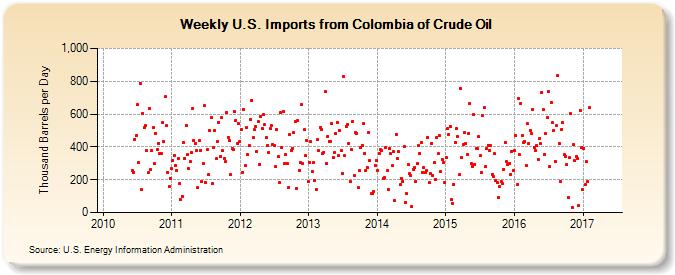 Weekly U.S. Imports from Colombia of Crude Oil
Thousand Barrels per Day
1,000
800
600
400
200
0
2010 2011 2012 2013 2014 2015 2016 2017
Source: U.S. Energy Information Administration